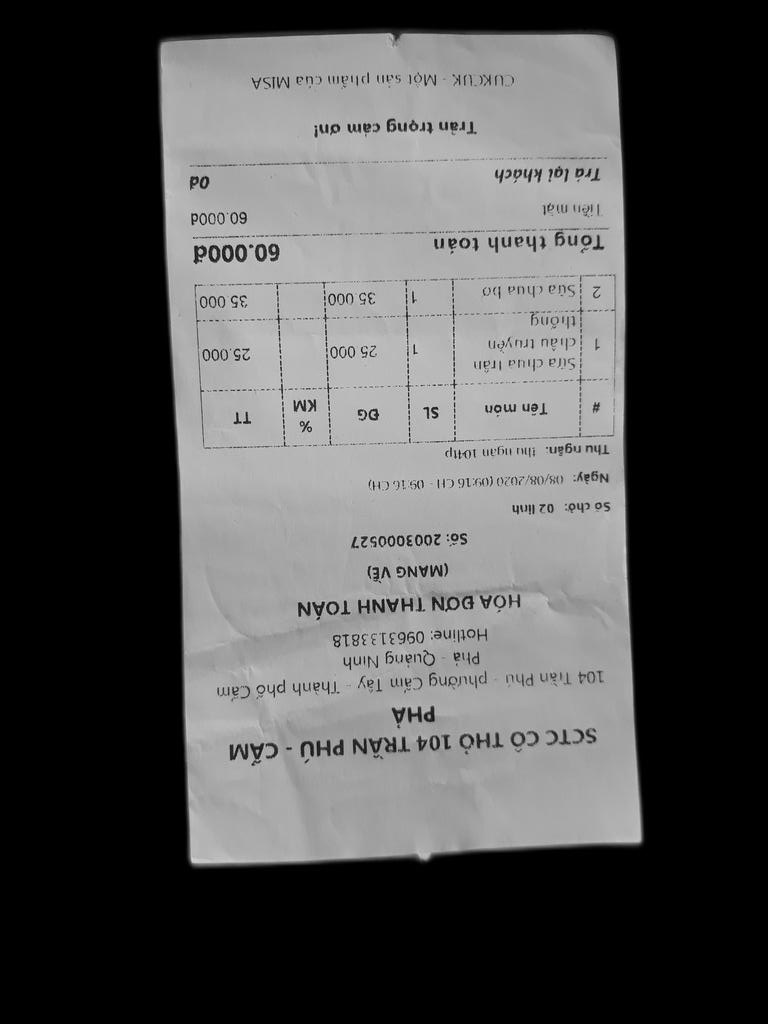 SCTC CÔ THỎ 104 TRẦN PHÚ - CẨM
PHẢ
104 Trần Phú - phường Cẩm Tây - Thành phố Cẩm
Phả - Quảng Ninh
Hotline: 0963133818
HÓA ĐƠN THANH TOÁN
(MANG VỀ)
Số: 2003000527
Số chờ: 02 linh
Ngày: 08/08/2020 (09:16 CH - 09:16 CH)
Thu ngân: thu ngân 104tp
# Tên món SL ĐG % KM TT
1 Sữa chua trân châu truyền thống 1 25.000 25.000
2 Sữa chua bơ 1 35.000 35.000
Tổng thanh toán 60.000đ
Tiền mặt 60.000đ
Trả lại khách 0đ
Trân trọng cảm ơn!
CUKCUK - Một sản phẩm của MISA